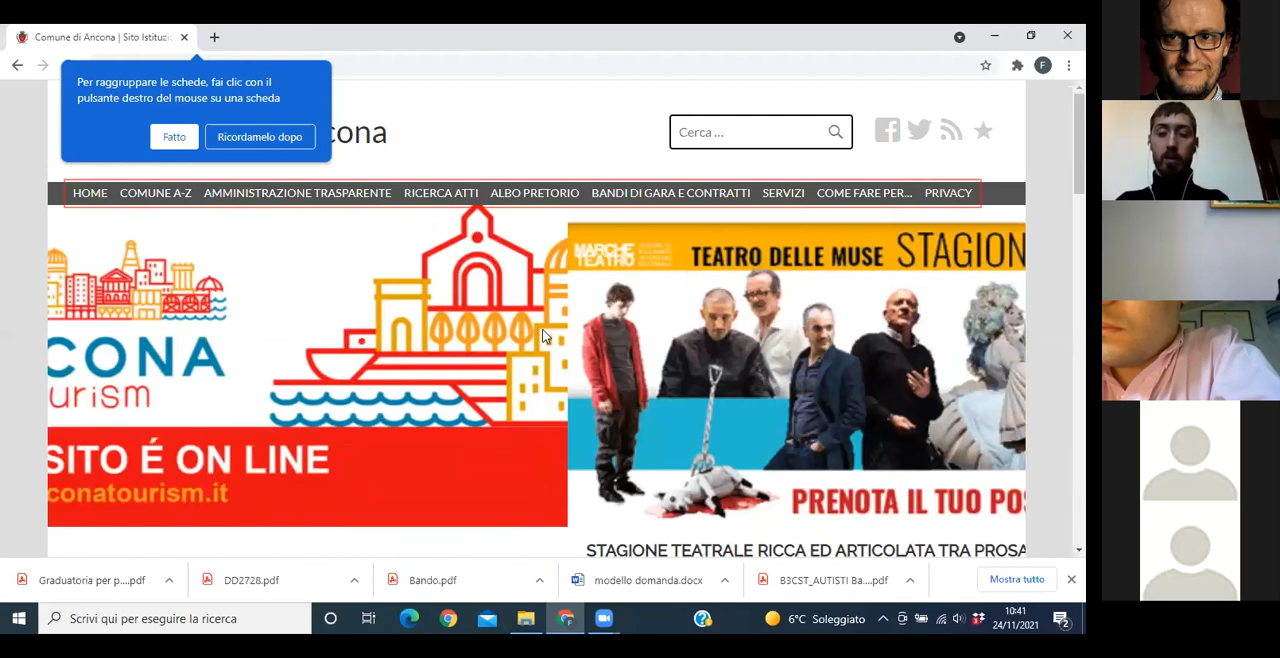 Comune di Ancona | Sito Istituzio
Per raggruppare le schede, fai clic con il
pulsante destro del mouse su una scheda
Fatto
Ricordamelo dopo
cona
Cerca ...
F
HOME COMUNE A-Z AMMINISTRAZIONE TRASPARENTE RICERCA ATTI ALBO PRETORIO BANDI DI GARA E CONTRATTI SERVIZI COME FARE PER... PRIVACY
CONA
urism
SITO É ON LINE
conatourism.it
MARCHE
TEATRO
TEATRO DELLE MUSE STAGION
PRENOTA IL TUO POS
STAGIONE TEATRALE RICCA ED ARTICOLATA TRA PROSA
Graduatoria per p....pdf
DD2728.pdf
Bando.pdf
modello domanda.docx
B3CST_AUTISTI Ba....pdf
Mostra tutto
Scrivi qui per eseguire la ricerca
6°C Soleggiato
10:41
24/11/2021
2